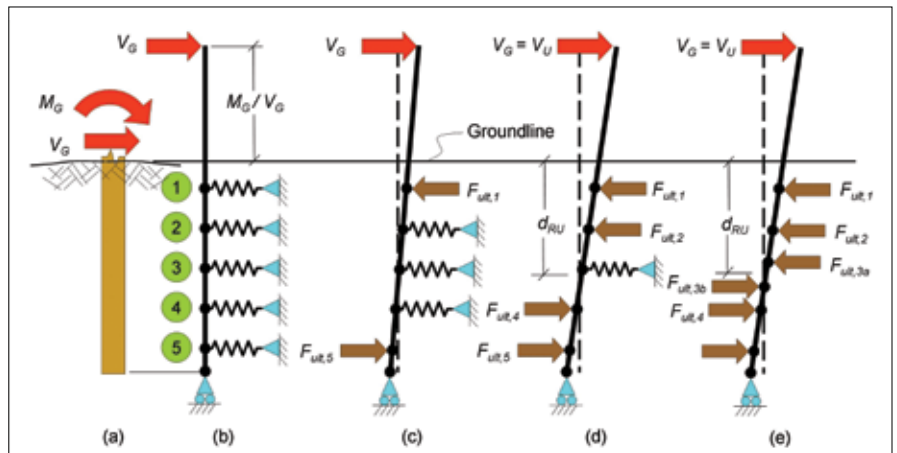 V_G
V_G
V_G = V_U
V_G = V_U
M_G
M_G / V_G
V_G
Groundline
1
2
3
4
5
F_ult,1
F_ult,5
d_RU
F_ult,1
F_ult,2
F_ult,4
F_ult,5
d_RU
F_ult,1
F_ult,2
F_ult,3a
F_ult,3b
F_ult,4
(a)
(b)
(c)
(d)
(e)